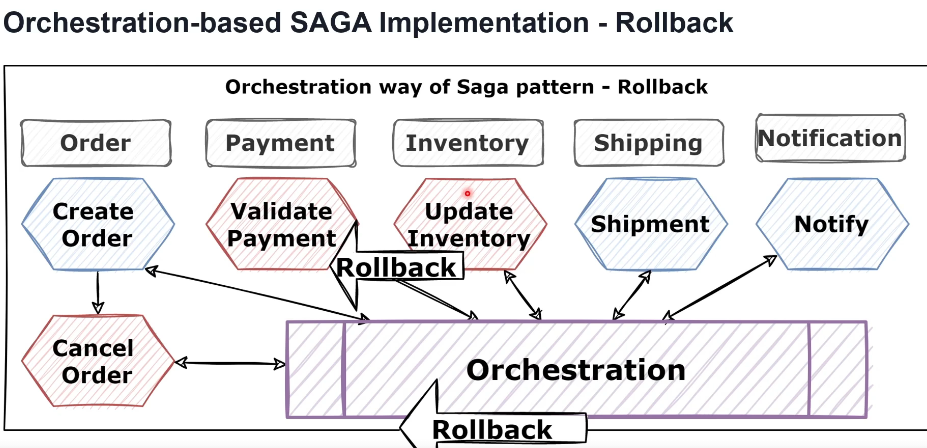 Orchestration-based SAGA Implementation - Rollback
Orchestration way of Saga pattern - Rollback
Order
Payment
Inventory
Shipping
Notification
Create
Order
Validate
Payment
Update
Inventory
Shipment
Notify
Rollback
Cancel
Order
Orchestration
Rollback